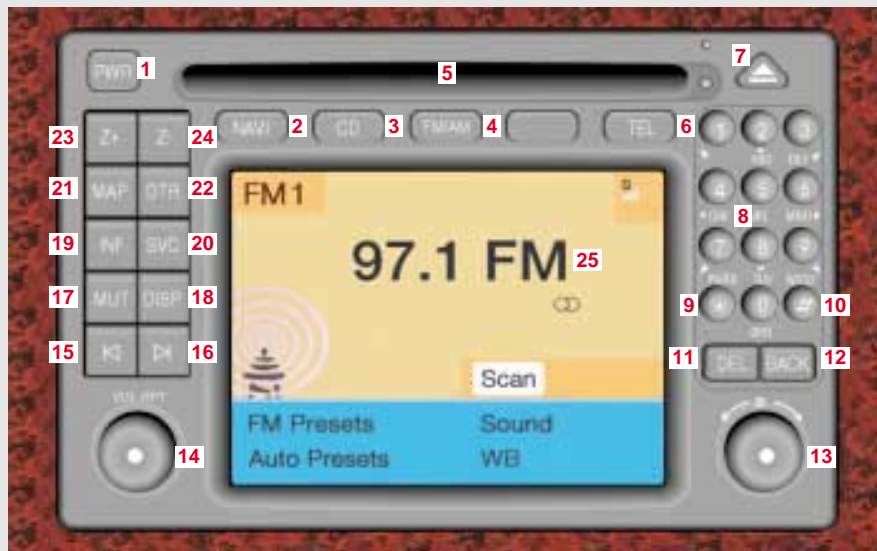 PWR 1
5
7
23 Z+ Z- 24
NAVI 2 CD 3 FM/AM 4 TEL 6
1 2 3
21 MAP 22
FM1
4 5 6
8
97.1 FM 25
19 INF SVC 20
7 8 9
17 MUT DISP 18
9 * 0 # 10
15 16
11 DEL BACK 12
Scan
14
FM Presets Sound
13
Auto Presets WB